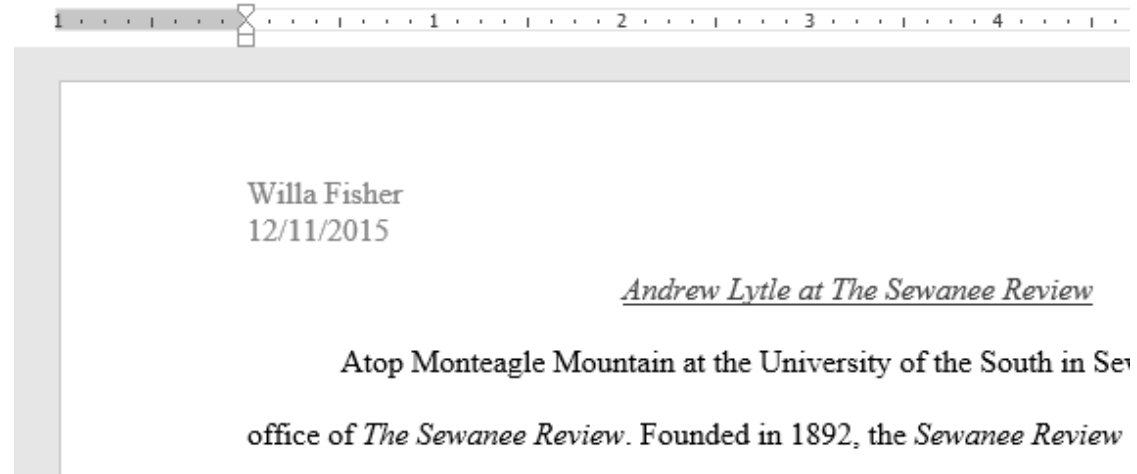 1 1 2 3 4
Willa Fisher
12/11/2015
Andrew Lytle at The Sewanee Review
Atop Monteagle Mountain at the University of the South in
office of The Sewanee Review. Founded in 1892, the Sewanee Review